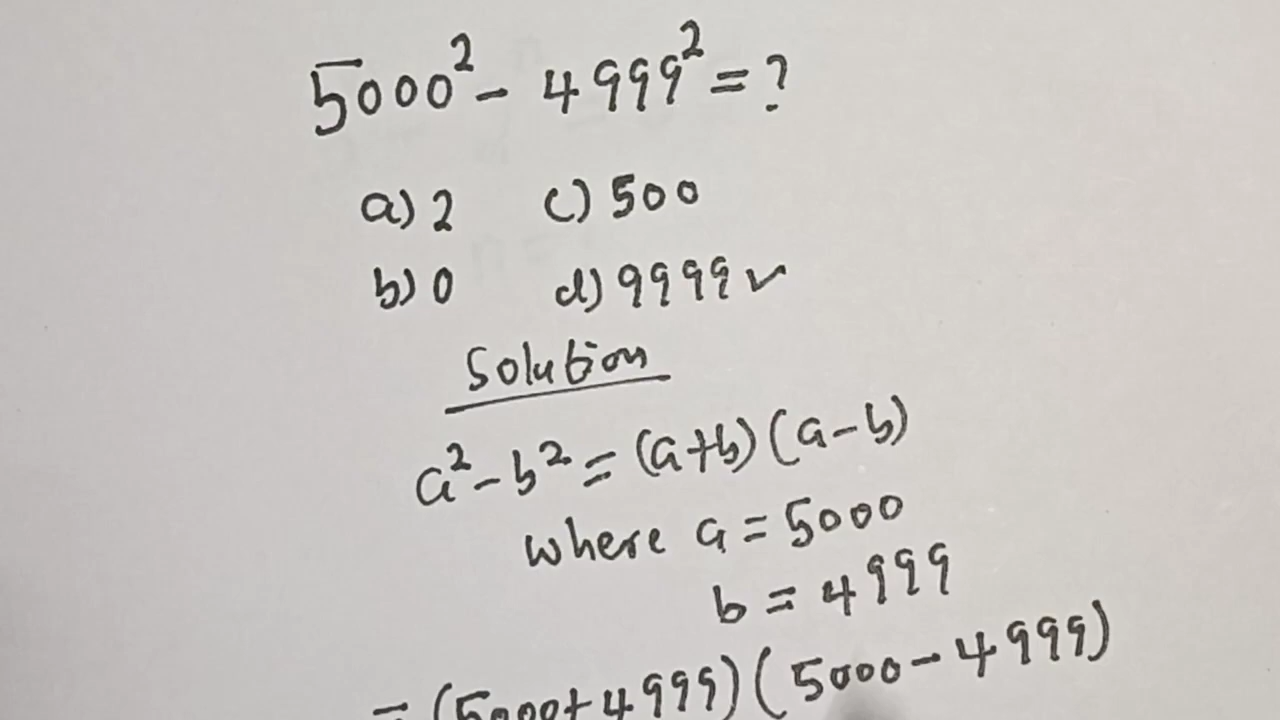 5000² - 4999² = ?
a) 2 c) 500
b) 0 d) 9999 ✓
Solution
a² - b² = (a+b) (a-b)
where a = 5000
b = 4999
= (5000+4999) (5000-4999)